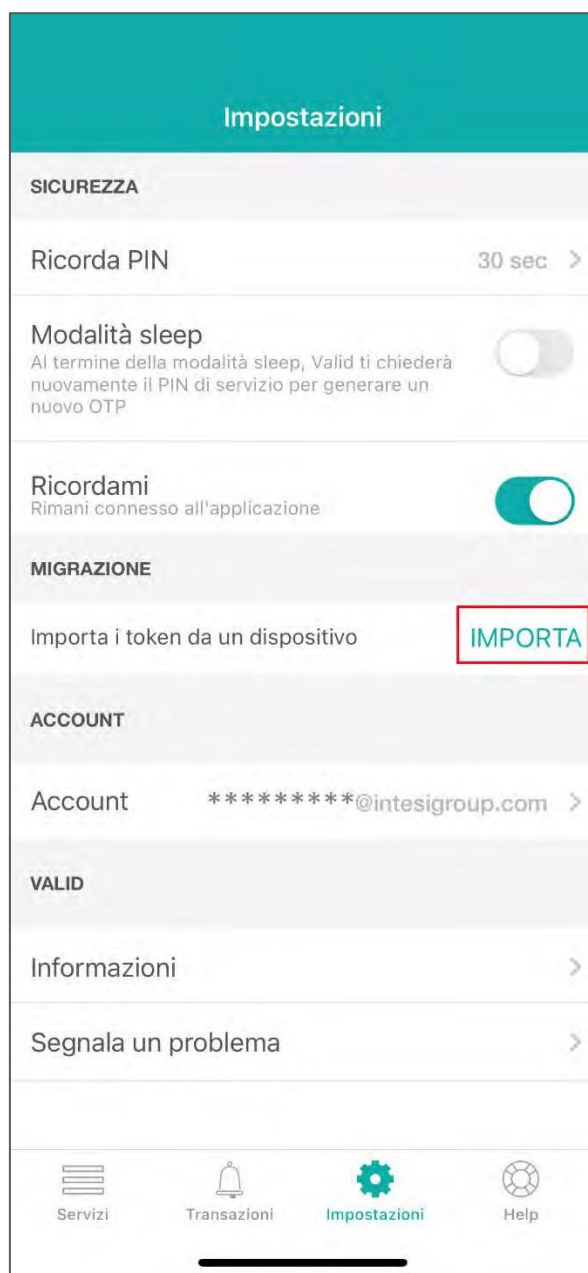 Impostazioni
SICUREZZA
Ricorda PIN 30 sec
Modalità sleep
Al termine della modalità sleep, Valid ti chiederà
nuovamente il PIN di servizio per generare un
nuovo OTP
Ricordami
Rimani connesso all'applicazione
MIGRAZIONE
Importa i token da un dispositivo IMPORTA
ACCOUNT
Account *********@intesigroup.com
VALID
Informazioni
Segnala un problema
Servizi Transazioni Impostazioni Help